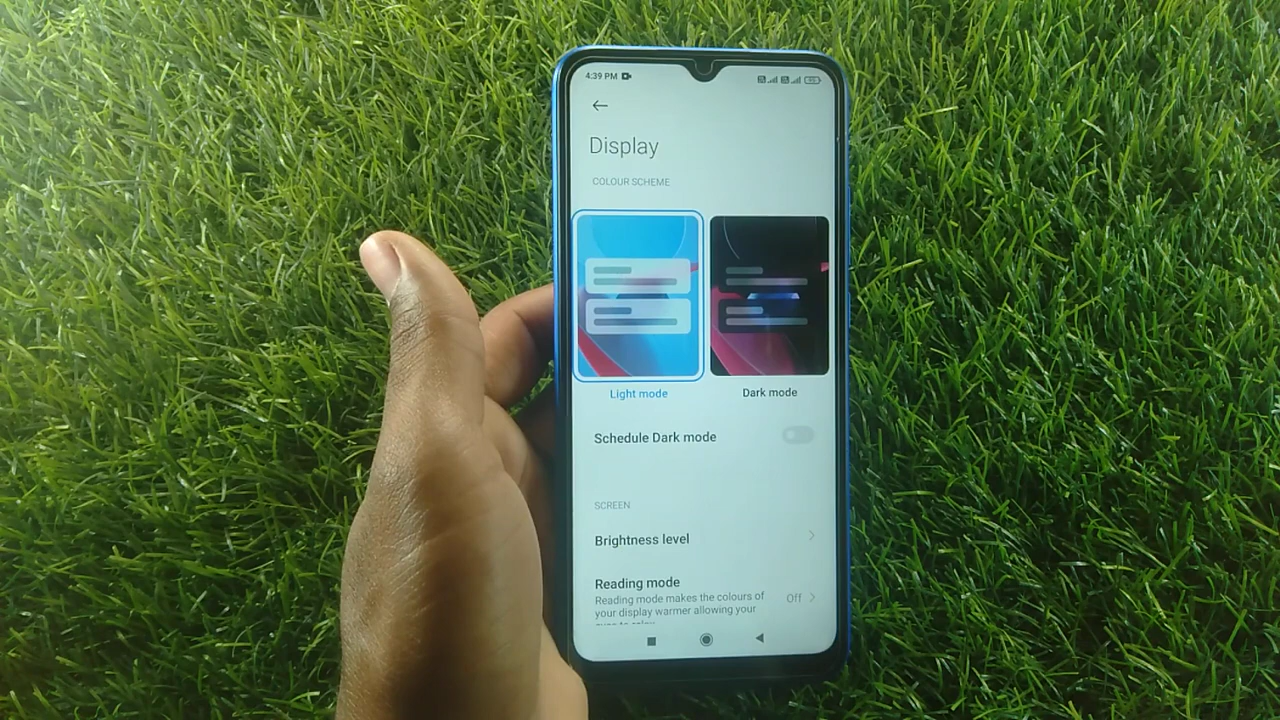 4:39 PM
Display
COLOUR SCHEME
Light mode
Dark mode
Schedule Dark mode
SCREEN
Brightness level
Reading mode
Reading mode makes the colours of
your display warmer allowing your
Off